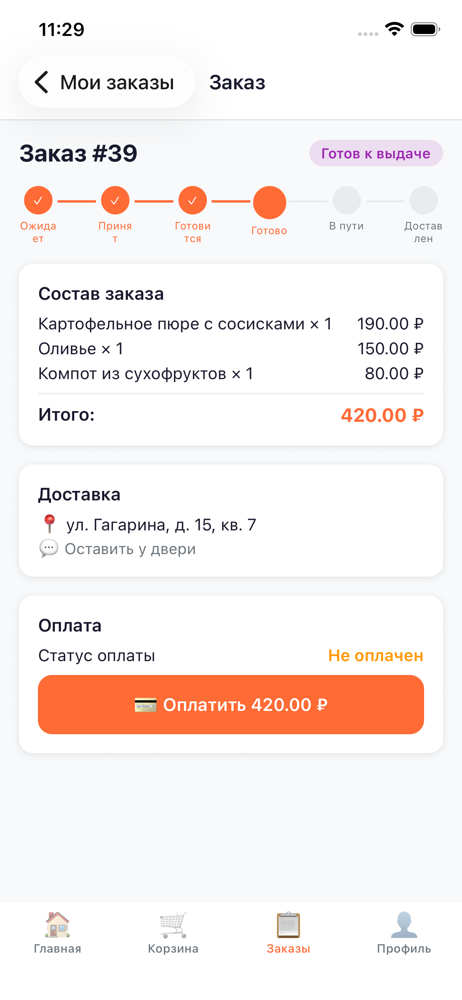 11:29
Мои заказы
Заказ
Заказ #39
Готов к выдаче
Ожида
ет
Приня
т
Готови
тся
Готово
В пути
Достав
лен
Состав заказа
Картофельное пюре с сосисками × 1 190.00 ₽
Оливье × 1 150.00 ₽
Компот из сухофруктов × 1 80.00 ₽
Итого: 420.00 ₽
Доставка
ул. Гагарина, д. 15, кв. 7
Оставить у двери
Оплата
Статус оплаты Не оплачен
Оплатить 420.00 ₽
Главная
Корзина
Заказы
Профиль